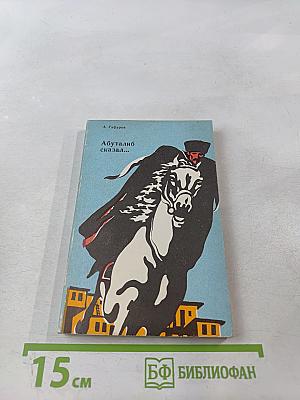 А. Гафуров
Абуталиб
сказал...
15 см
БФ БИБЛИОФАН